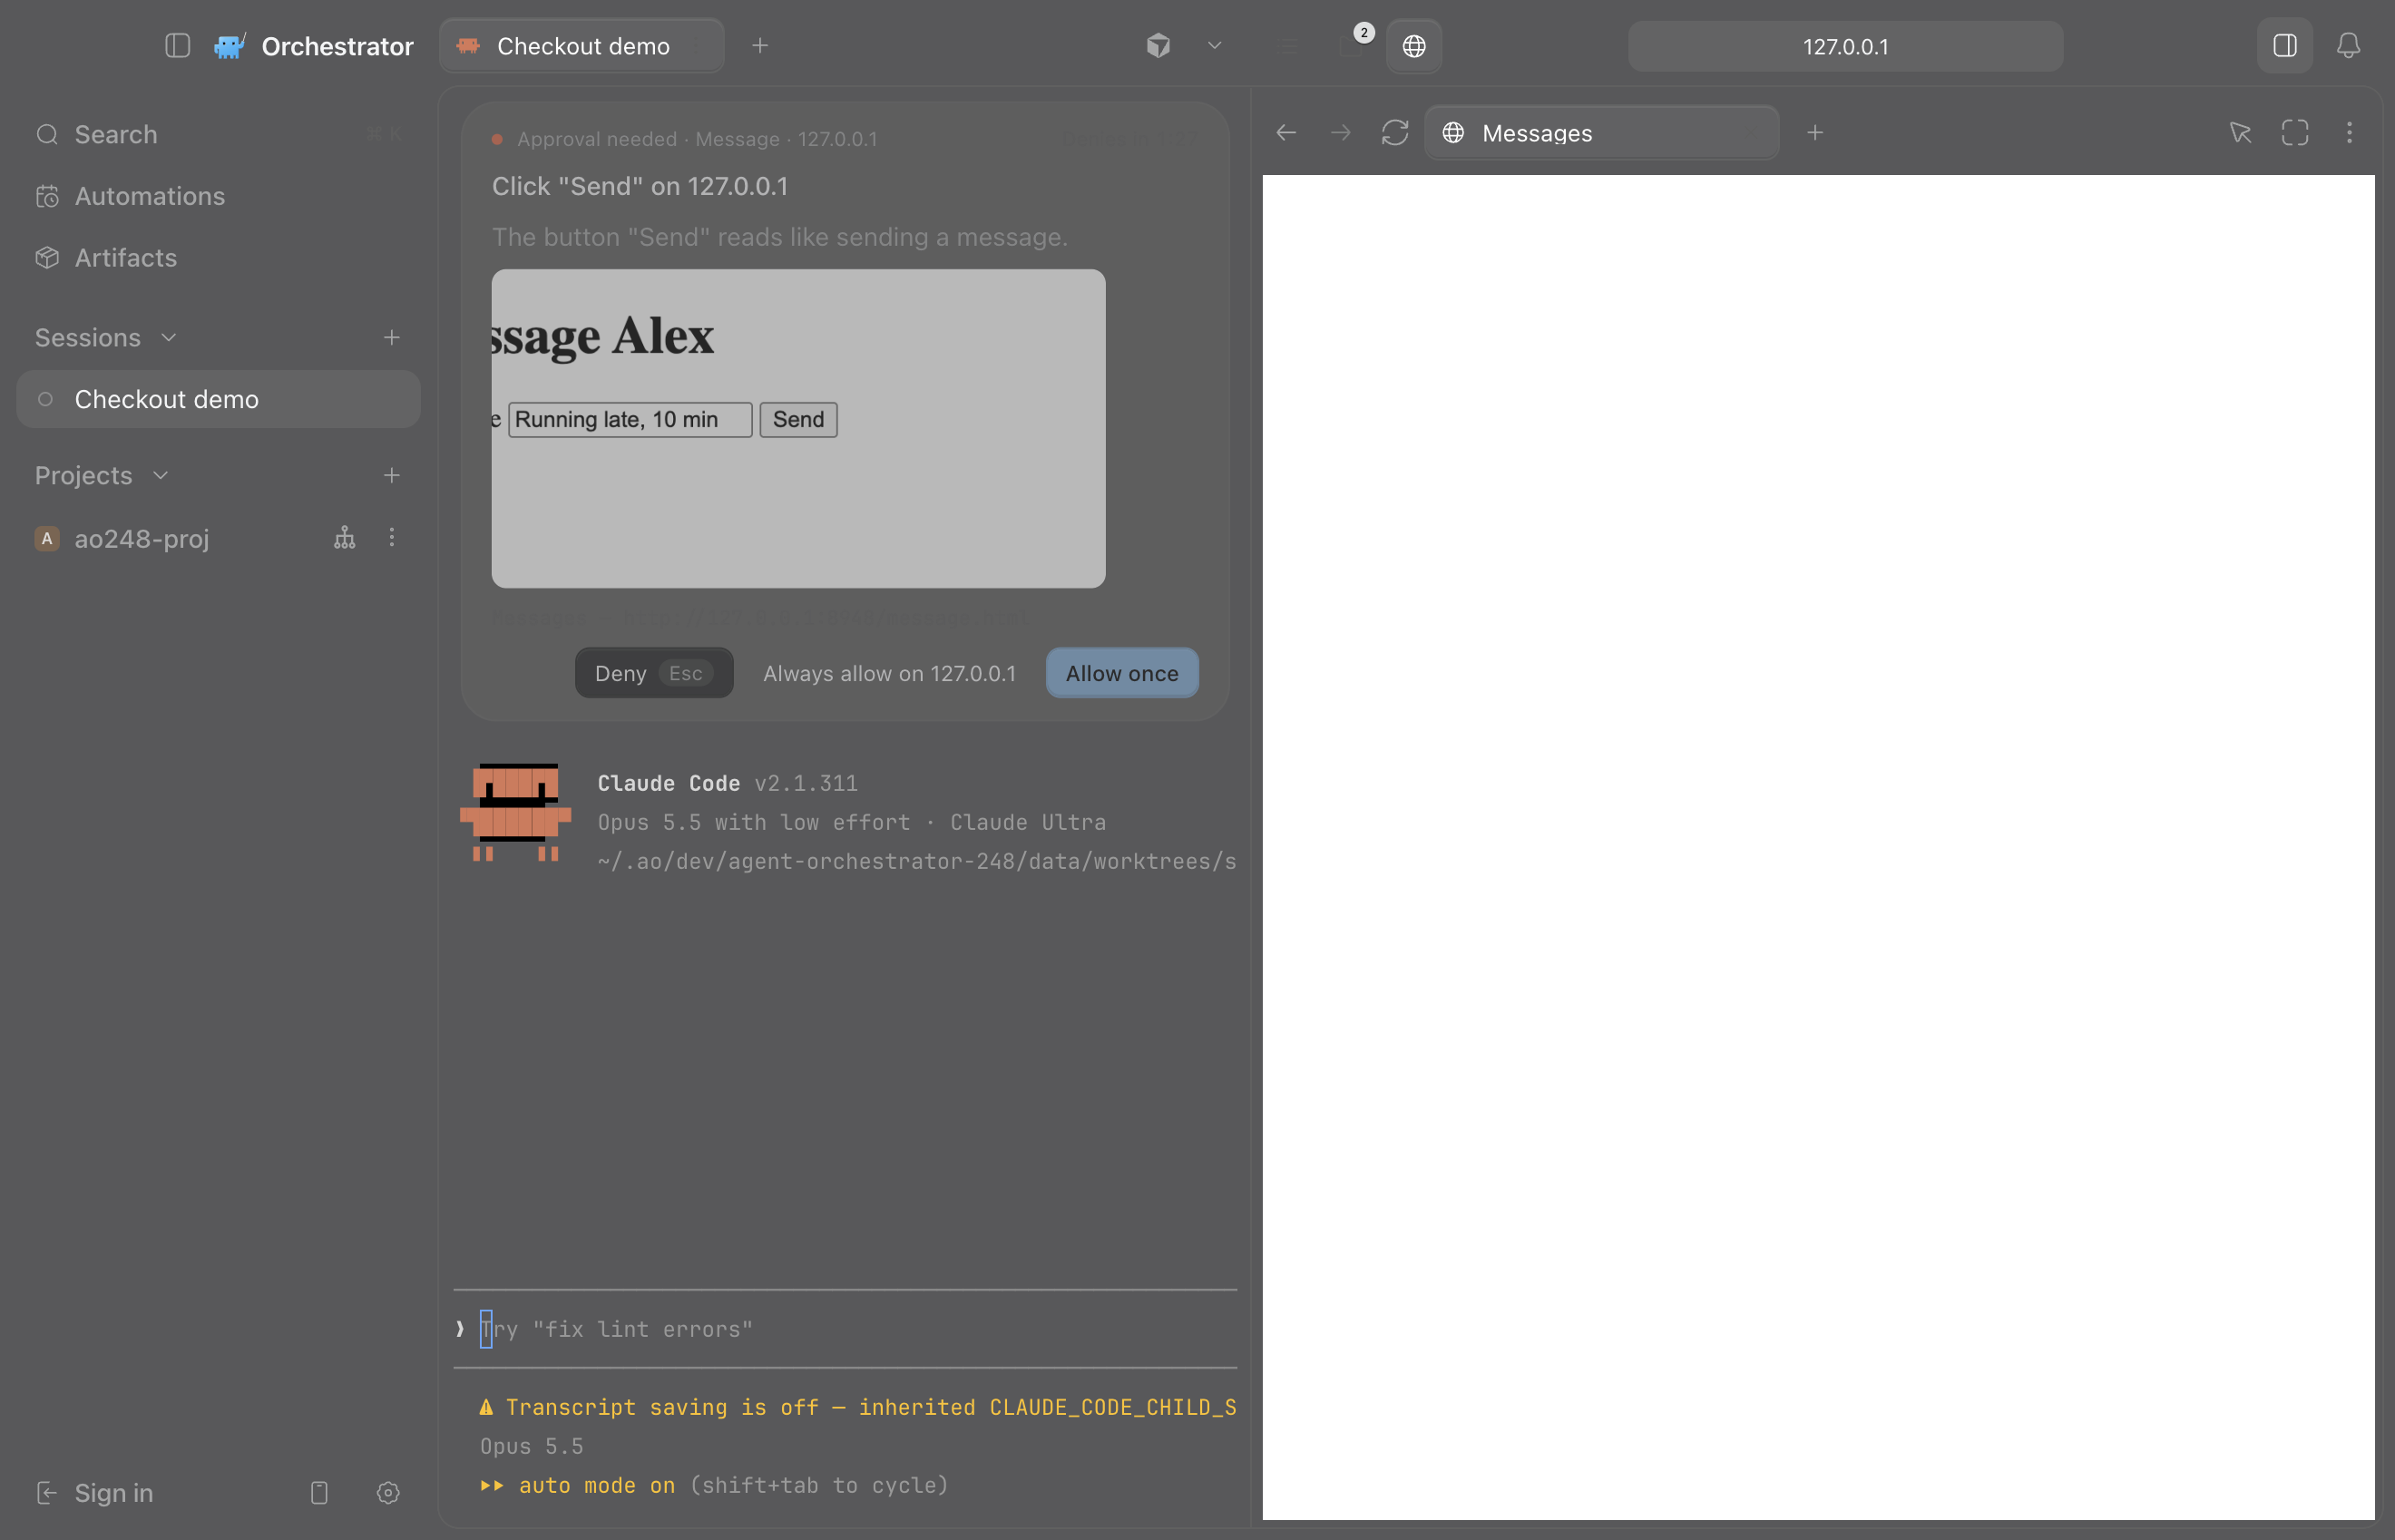 Orchestrator
Checkout demo
2
127.0.0.1
Search
⌘ K
Automations
Artifacts
Sessions
Checkout demo
Projects
A
ao248-proj
Sign in
Approval needed · Message · 127.0.0.1
Click "Send" on 127.0.0.1
The button "Send" reads like sending a message.
ssage Alex
e Running late, 10 min Send
Deny Esc
Always allow on 127.0.0.1
Allow once
Claude Code v2.1.311
Opus 5.5 with low effort · Claude Ultra
~/.ao/dev/agent-orchestrator-248/data/worktrees/s
❯ Try "fix lint errors"
⚠ Transcript saving is off — inherited CLAUDE_CODE_CHILD_S
Opus 5.5
⏵⏵ auto mode on (shift+tab to cycle)
Messages